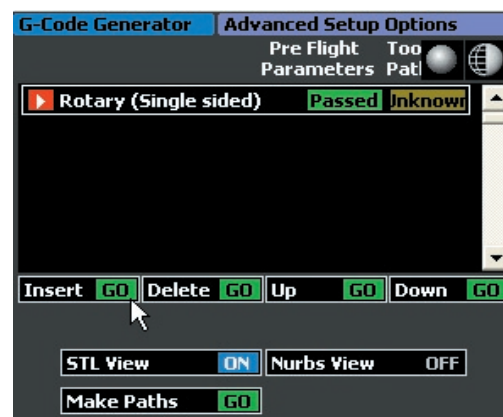 G-Code Generator Advanced Setup Options
Pre Flight Parameters
Rotary (Single sided) Passed
Insert GO Delete GO Up GO Down GO
STL View ON Nurbs View OFF
Make Paths GO